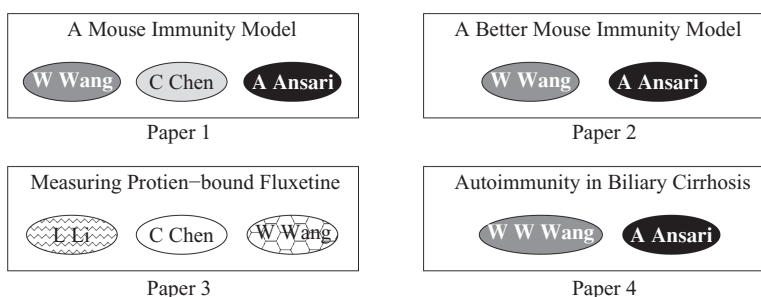 A Mouse Immunity Model
W Wang C Chen A Ansari
Paper 1
A Better Mouse Immunity Model
W Wang A Ansari
Paper 2
Measuring Protien−bound Fluxetine
L Li C Chen W Wang
Paper 3
Autoimmunity in Biliary Cirrhosis
W W Wang A Ansari
Paper 4